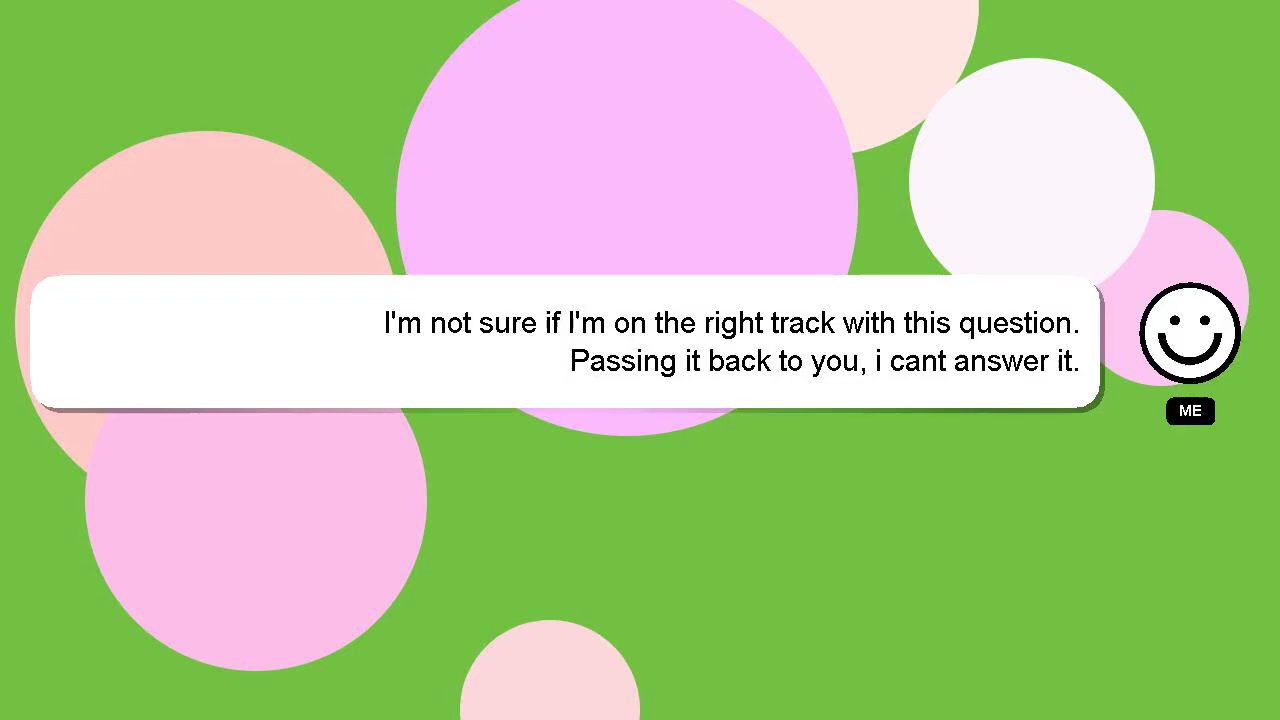 I'm not sure if I'm on the right track with this question.
Passing it back to you, i cant answer it.
ME